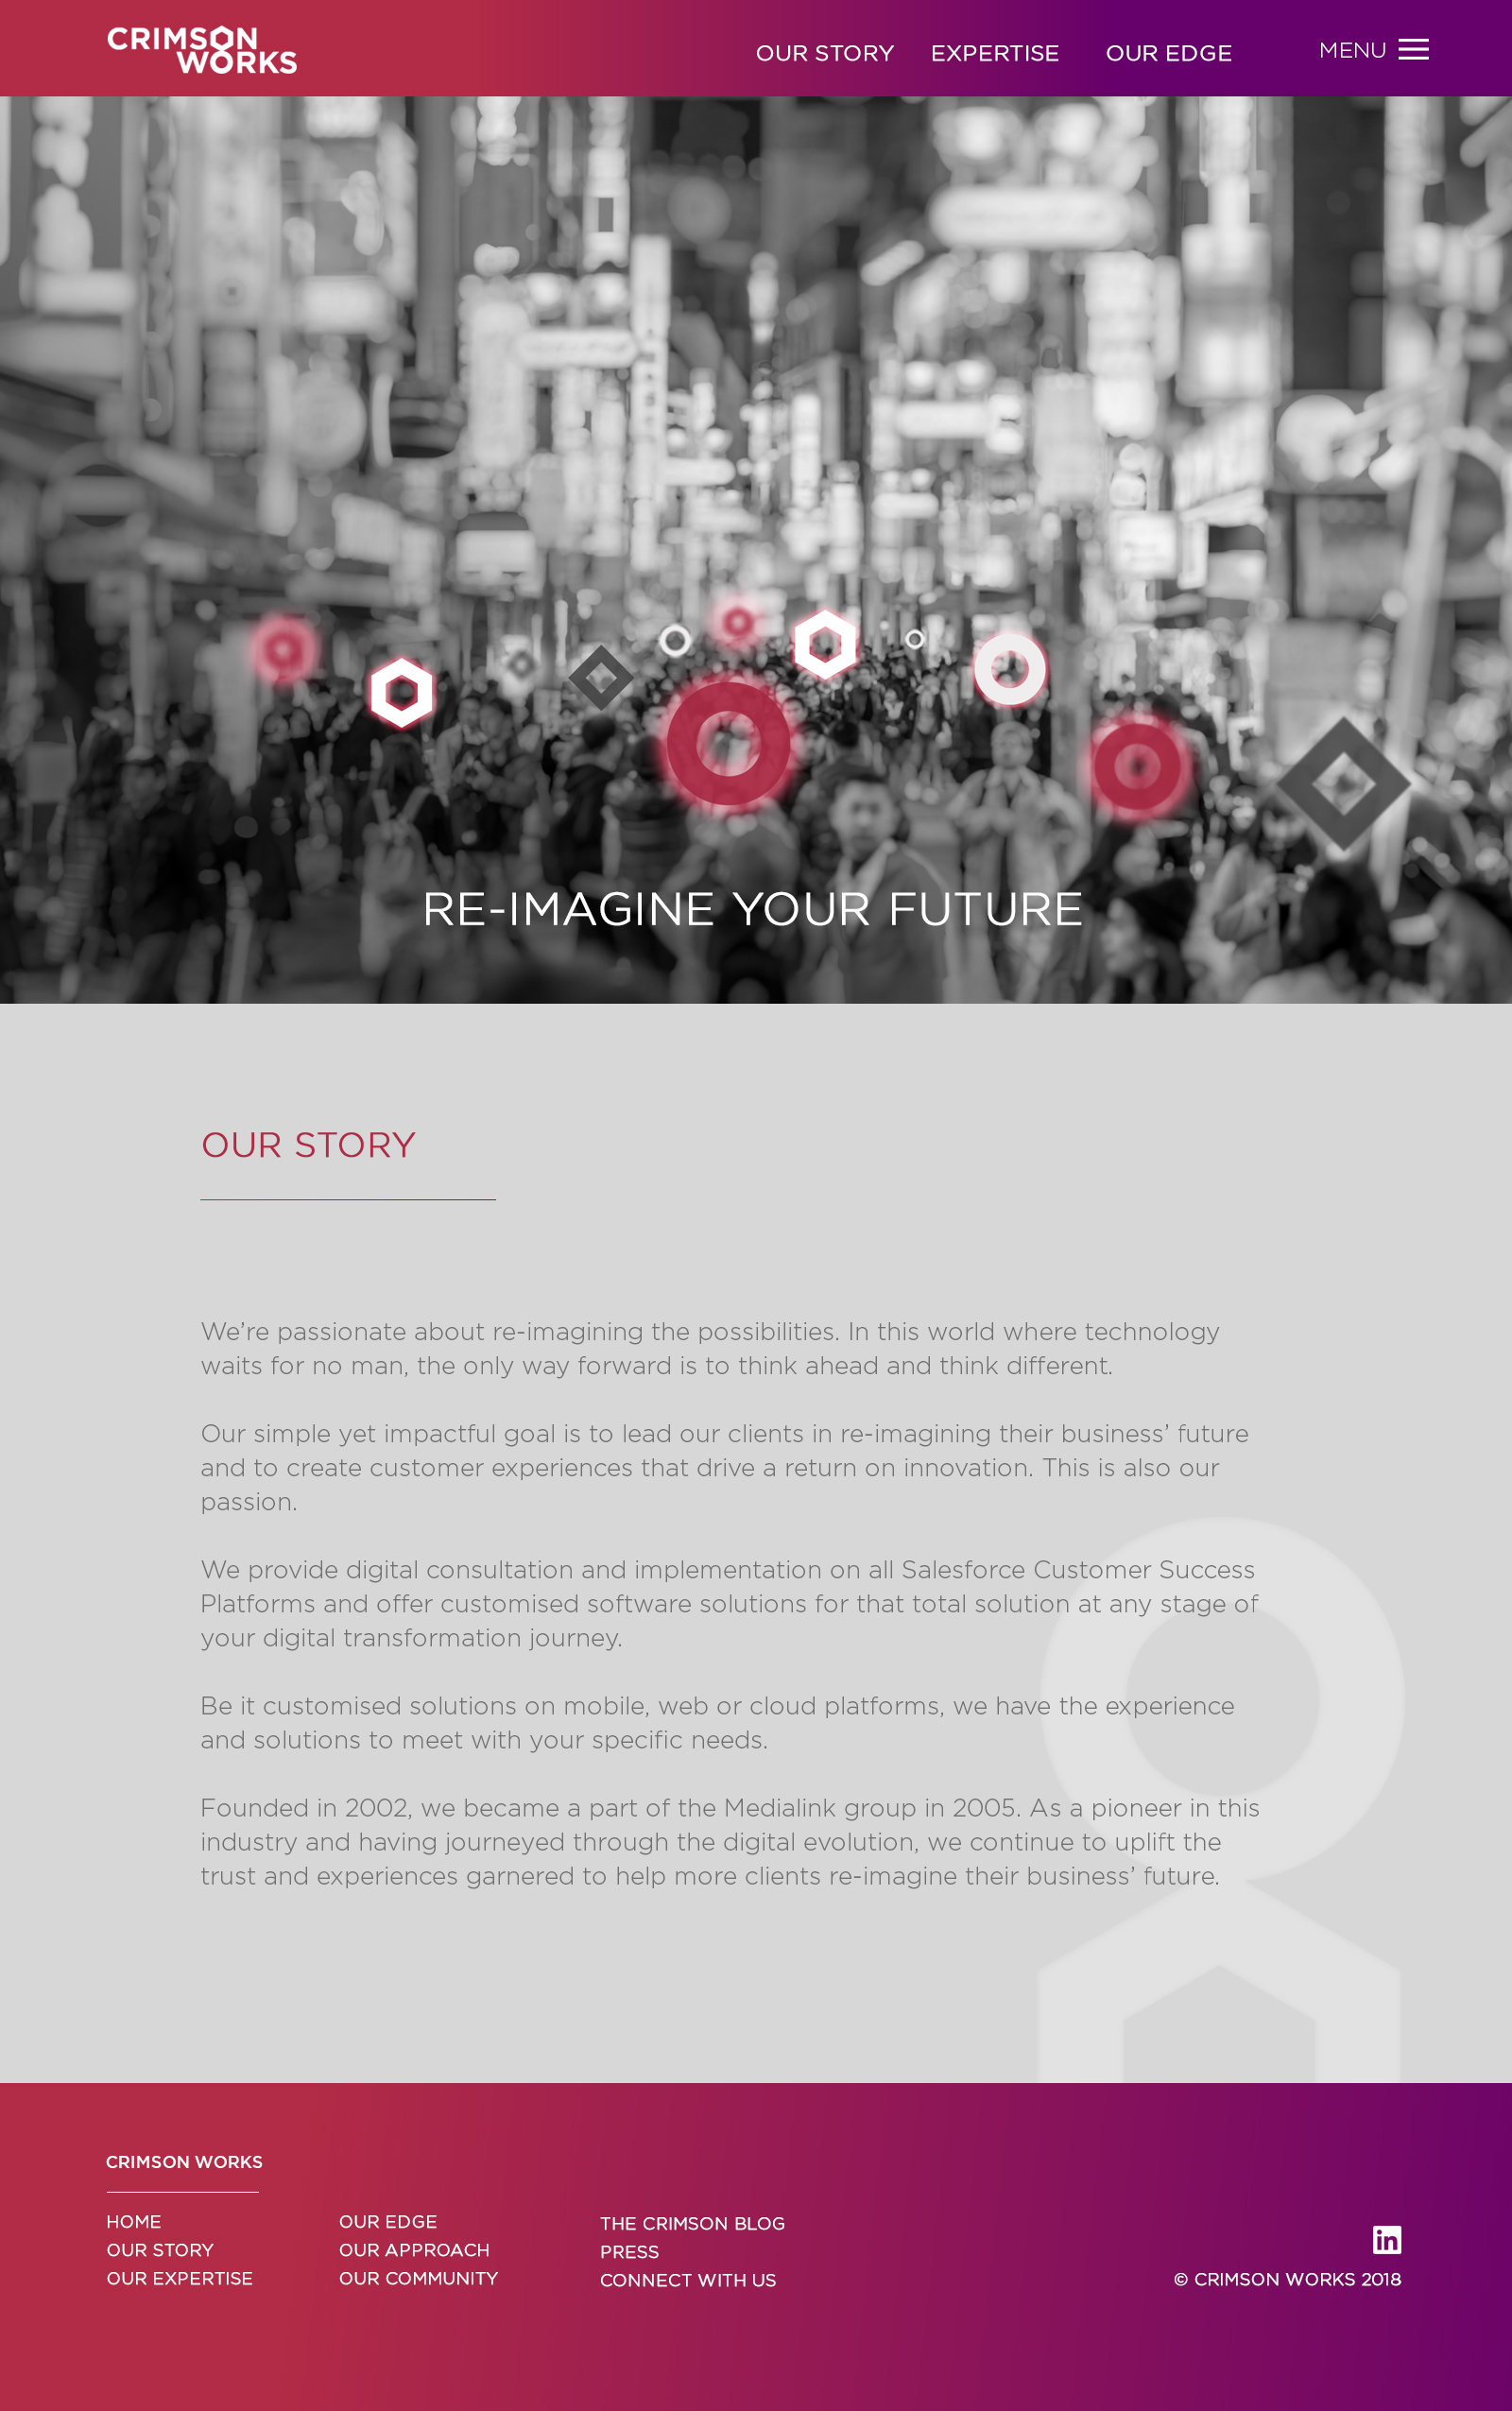 CRIMSON
WORKS
OUR STORY EXPERTISE OUR EDGE MENU
RE-IMAGINE YOUR FUTURE
OUR STORY
We’re passionate about re-imagining the possibilities. In this world where technology
waits for no man, the only way forward is to think ahead and think different.
Our simple yet impactful goal is to lead our clients in re-imagining their business’ future
and to create customer experiences that drive a return on innovation. This is also our
passion.
We provide digital consultation and implementation on all Salesforce Customer Success
Platforms and offer customised software solutions for that total solution at any stage of
your digital transformation journey.
Be it customised solutions on mobile, web or cloud platforms, we have the experience
and solutions to meet with your specific needs.
Founded in 2002, we became a part of the Medialink group in 2005. As a pioneer in this
industry and having journeyed through the digital evolution, we continue to uplift the
trust and experiences garnered to help more clients re-imagine their business’ future.
CRIMSON WORKS
HOME
OUR STORY
OUR EXPERTISE
OUR EDGE
OUR APPROACH
OUR COMMUNITY
THE CRIMSON BLOG
PRESS
CONNECT WITH US
in
© CRIMSON WORKS 2018